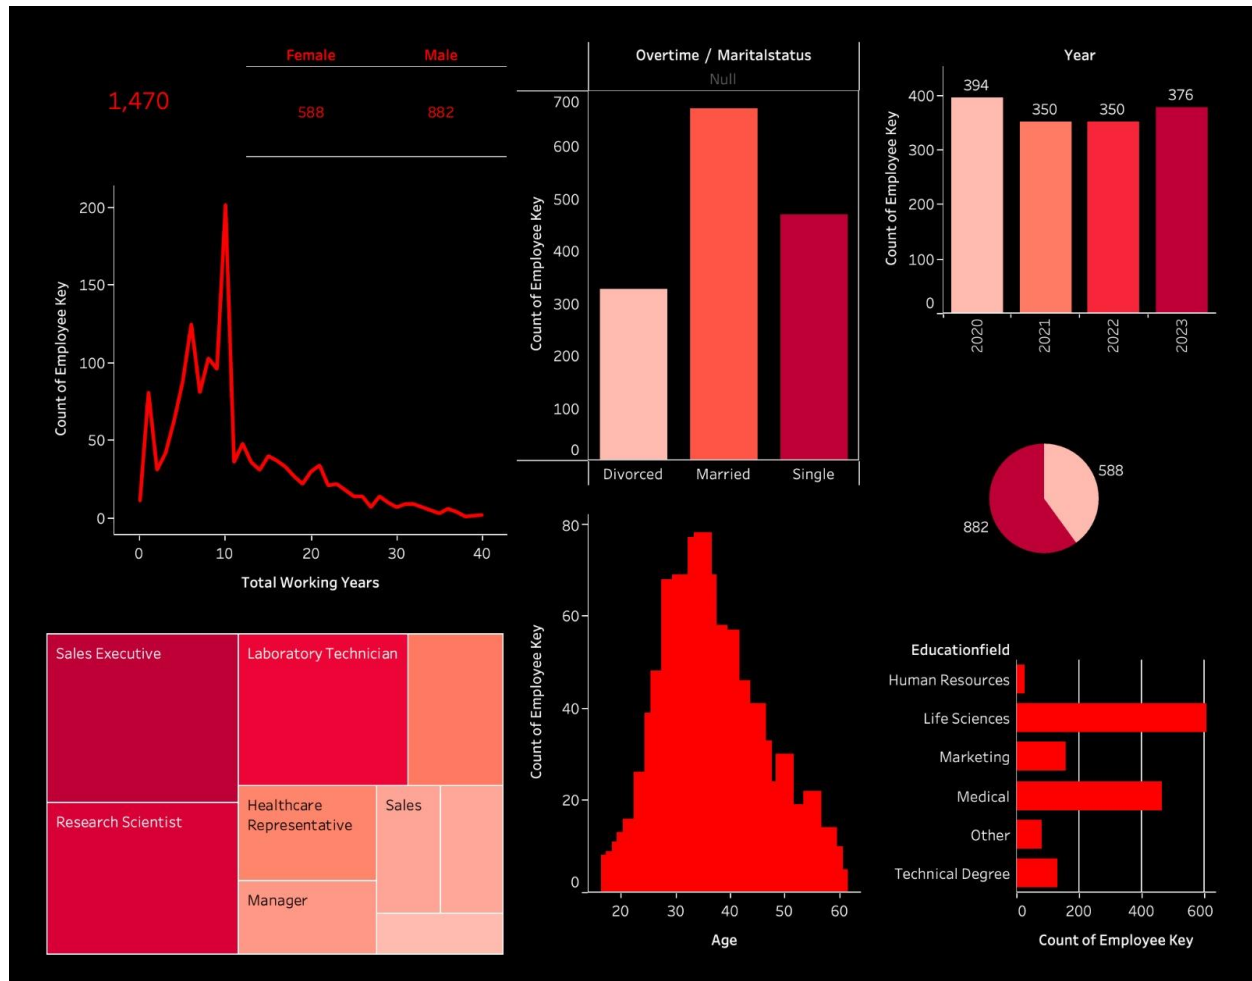 1,470
Female Male
588 882
Count of Employee Key
200
150
100
50
0
0 10 20 30 40
Total Working Years
Overtime / Maritalstatus
Null
Count of Employee Key
700
600
500
400
300
200
100
0
Divorced Married Single
Year
Count of Employee Key
400
300
200
100
0
394 350 350 376
2020 2021 2022 2023
588
882
Sales Executive
Laboratory Technician
Research Scientist
Healthcare
Representative
Sales
Manager
Count of Employee Key
80
60
40
20
0
20 30 40 50 60
Age
Educationfield
Human Resources
Life Sciences
Marketing
Medical
Other
Technical Degree
0 200 400 600
Count of Employee Key